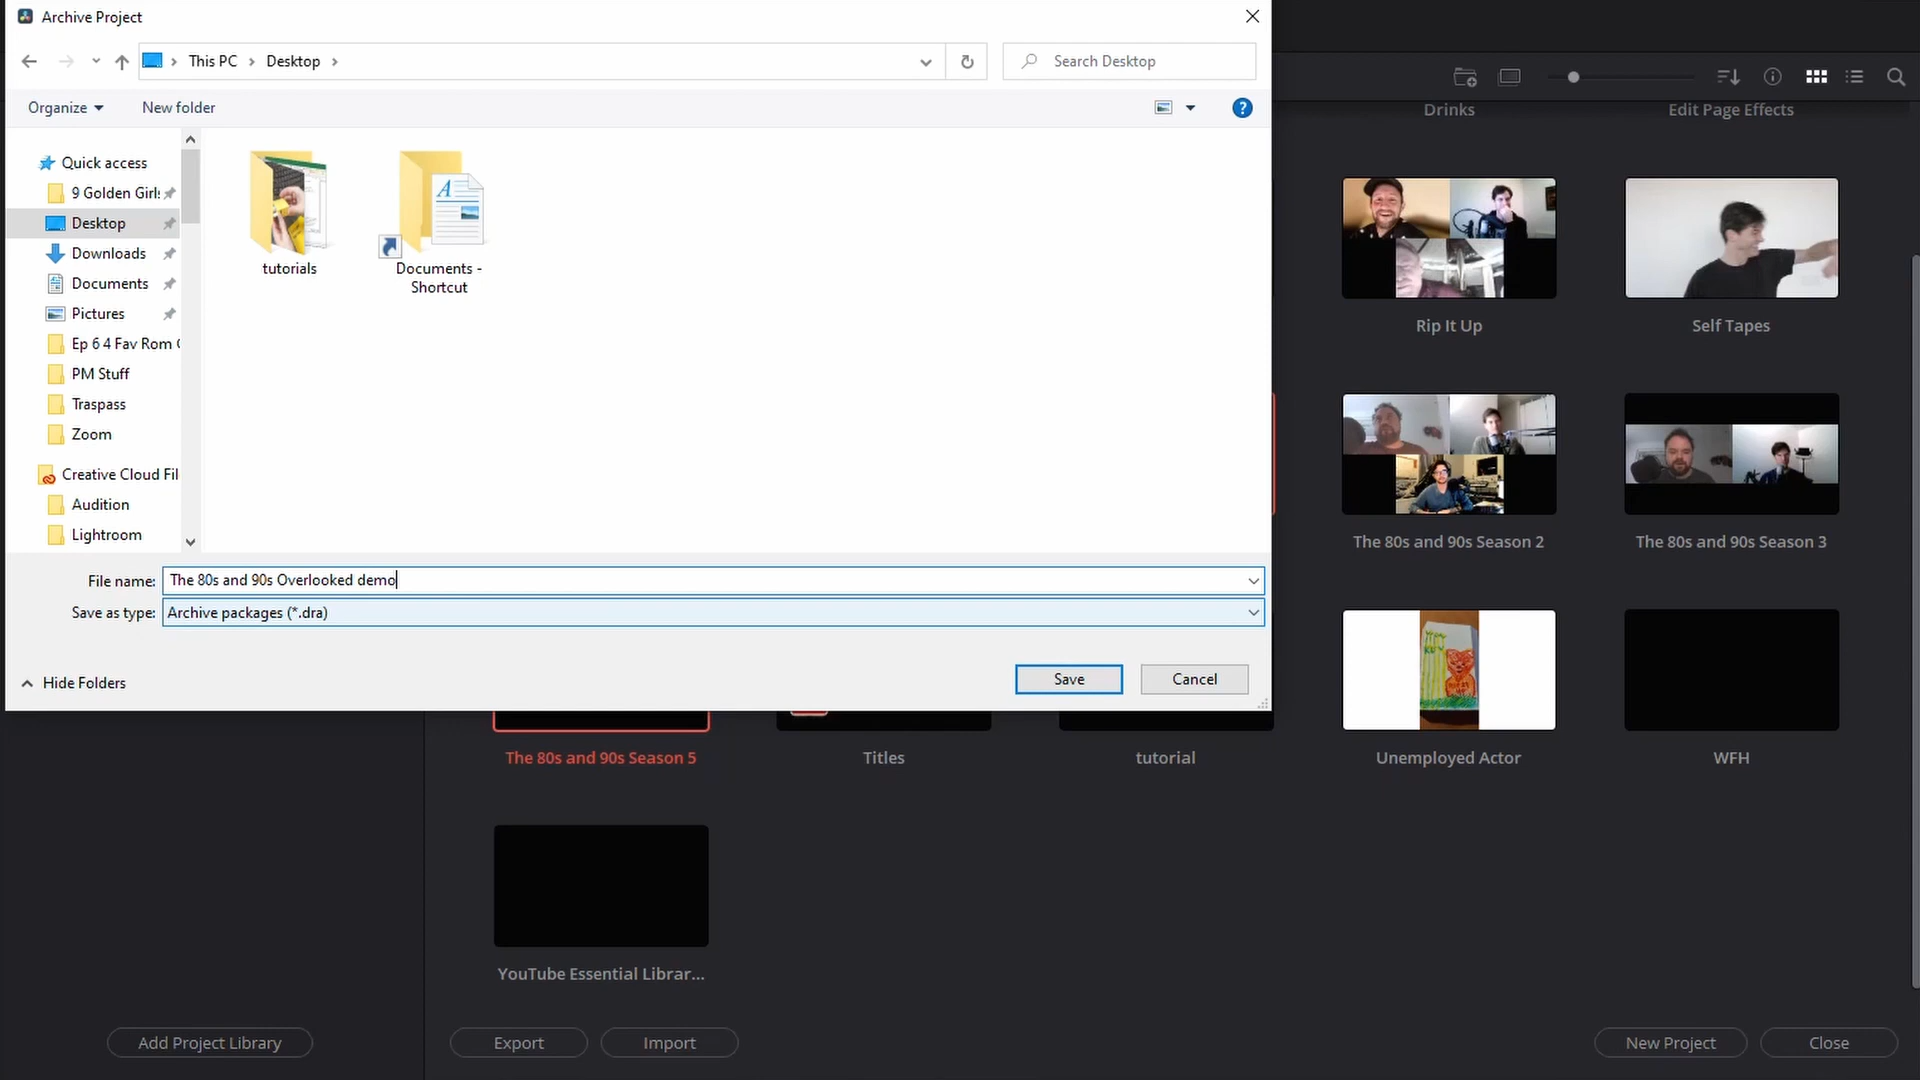 Archive Project
This PC
Desktop
Search Desktop
Organize
New folder
Quick access
9 Golden Girl:
Desktop
Downloads
Documents
Pictures
Ep 6 4 Fav Rom
PM Stuff
Traspass
Zoom
Creative Cloud Fil
Audition
Lightroom
tutorials
Documents -
Shortcut
File name:
The 80s and 90s Overlooked demo
Save as type:
Archive packages (*.dra)
Hide Folders
Save
Cancel
Drinks
Edit Page Effects
Rip It Up
Self Tapes
The 80s and 90s Season 2
The 80s and 90s Season 3
The 80s and 90s Season 5
Titles
tutorial
Unemployed Actor
WFH
YouTube Essential Librar...
Add Project Library
Export
Import
New Project
Close